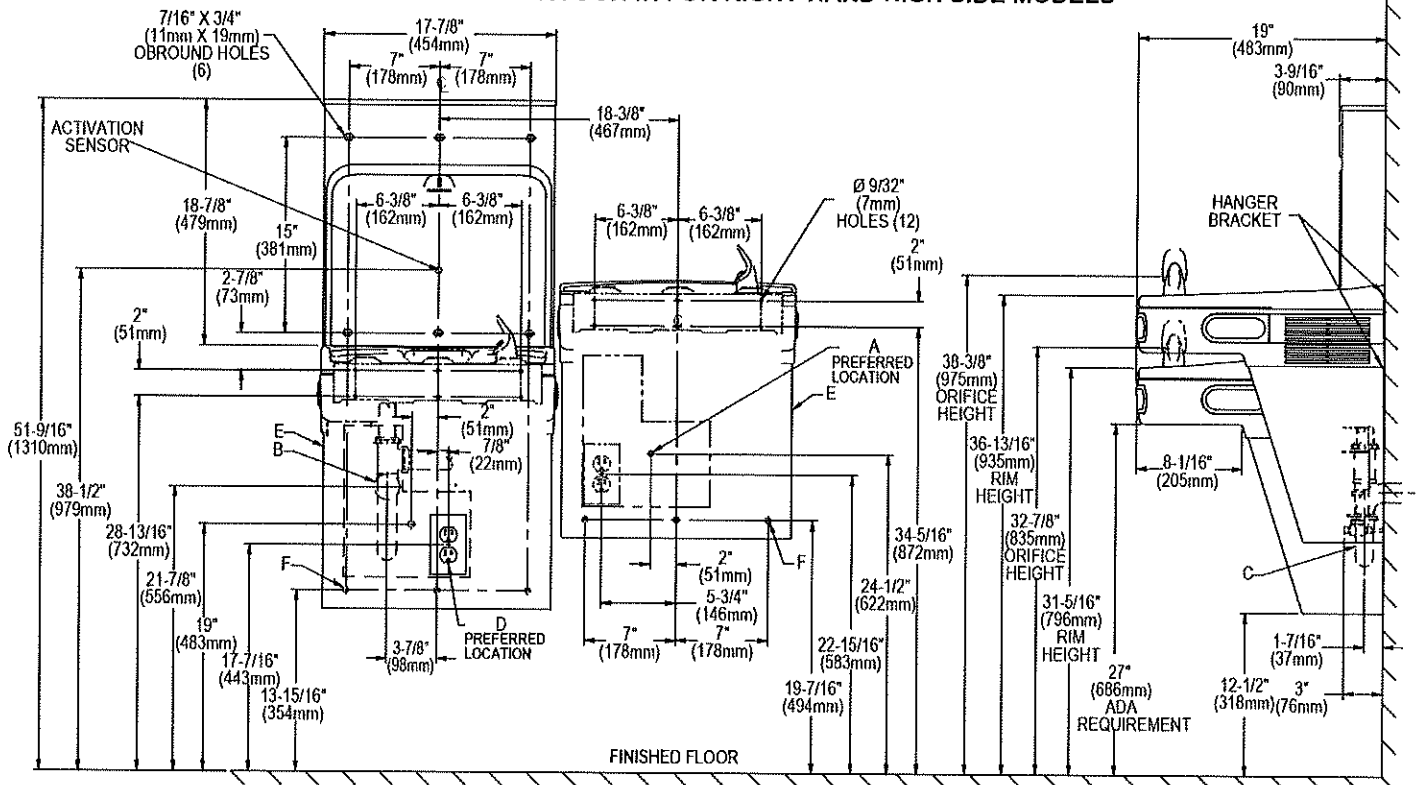 7/16" X 3/4"
(11mm X 19mm)
OBROUND HOLES
(6)
17-7/8"
(454mm)
7"
(178mm)
7"
(178mm)
ACTIVATION
SENSOR
18-3/8"
(467mm)
18-7/8"
(479mm)
15"
(381mm)
6-3/8"
(162mm)
6-3/8"
(162mm)
2-7/8"
(73mm)
2"
(51mm)
6-3/8"
(162mm)
6-3/8"
(162mm)
Ø 9/32"
(7mm)
HOLES (12)
2"
(51mm)
A
PREFERRED
LOCATION
E
E
B
2"
(51mm)
7/8"
(22mm)
51-9/16"
(1310mm)
38-1/2"
(979mm)
28-13/16"
(732mm)
21-7/8"
(556mm)
19"
(483mm)
17-7/16"
(443mm)
13-15/16"
(354mm)
F
3-7/8"
(98mm)
D
PREFERRED
LOCATION
F
2"
(51mm)
5-3/4"
(146mm)
7"
(178mm)
7"
(178mm)
34-5/16"
(872mm)
24-1/2"
(622mm)
22-15/16"
(583mm)
19-7/16"
(494mm)
FINISHED FLOOR
19"
(483mm)
3-9/16"
(90mm)
HANGER
BRACKET
38-3/8"
(975mm)
ORIFICE
HEIGHT
36-13/16"
(935mm)
RIM
HEIGHT
32-7/8"
(835mm)
ORIFICE
HEIGHT
31-5/16"
(796mm)
RIM
HEIGHT
8-1/16"
(205mm)
C
27"
(686mm)
ADA
REQUIREMENT
12-1/2"
(318mm)
1-7/16"
(37mm)
3"
(76mm)